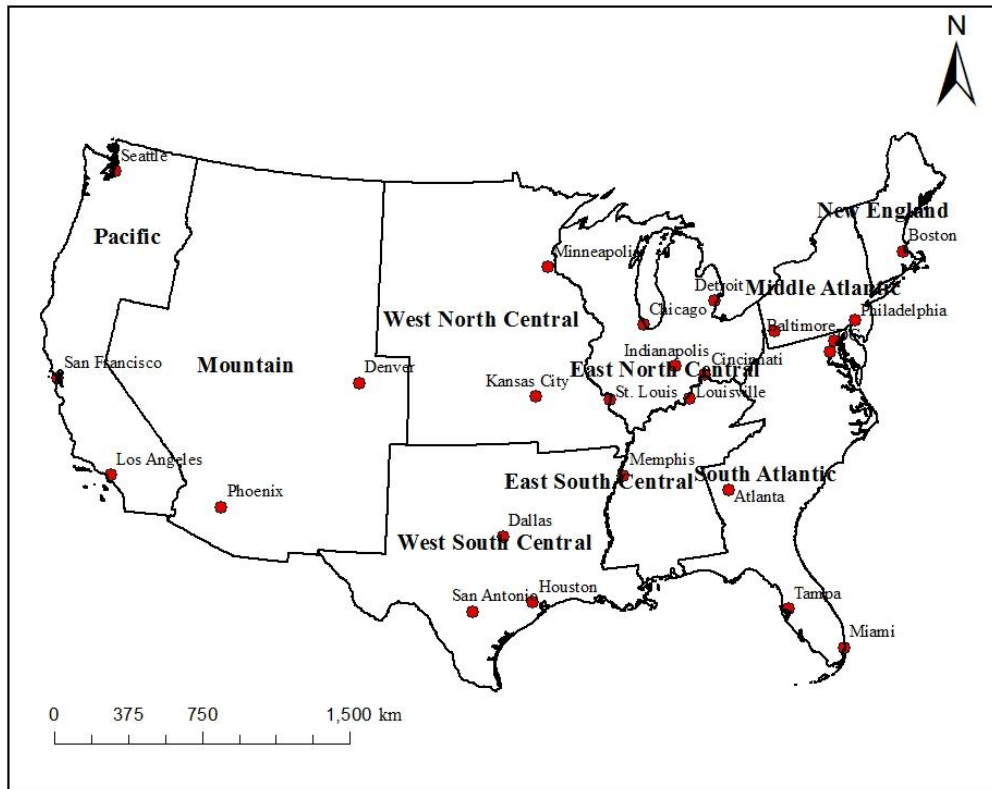 N
Seattle
New England
Pacific
Boston
Minneapolis
Detroit
Middle Atlantic
Chicago
Philadelphia
West North Central
Baltimore
Indianapolis
San Francisco
Mountain
Denver
East North Central
Cincinnati
Kansas City
St. Louis
Louisville
Los Angeles
Memphis
East South Central
South Atlantic
Phoenix
Atlanta
Dallas
West South Central
San Antonio
Houston
Tampa
Miami
0 375 750 1,500 km